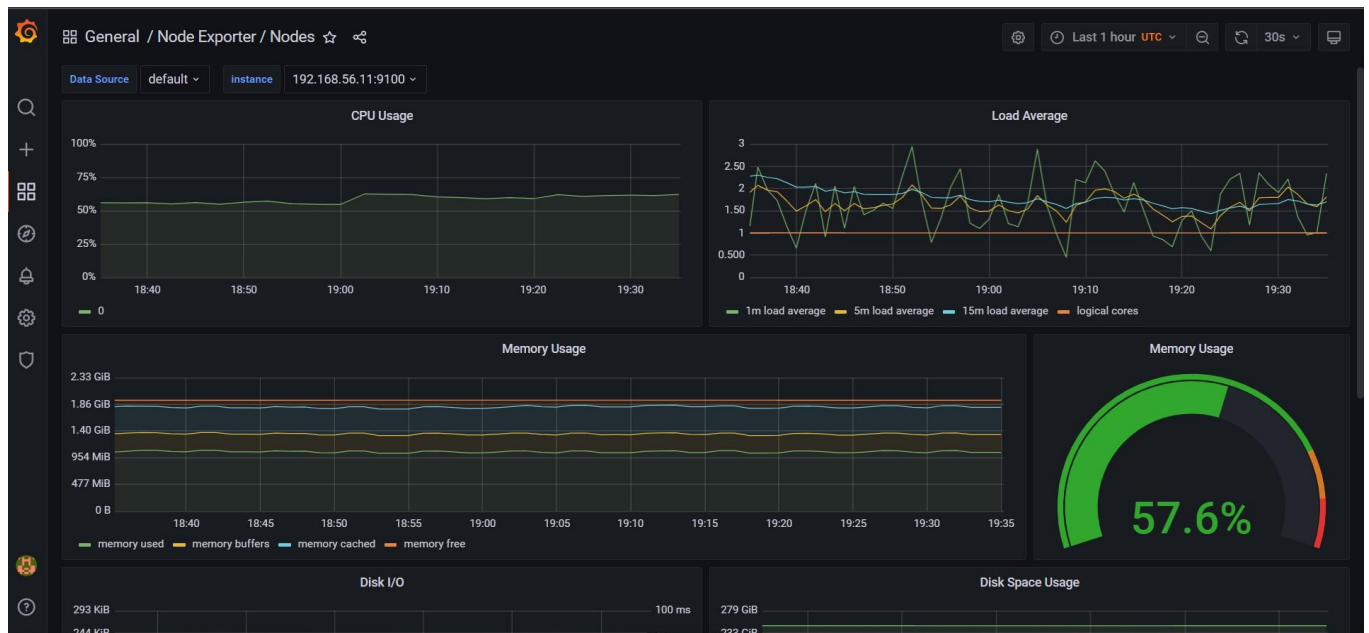 General / Node Exporter / Nodes
Last 1 hour UTC
30s
Data Source default instance 192.168.56.11:9100
CPU Usage
100%
75%
50%
25%
0%
18:40 18:50 19:00 19:10 19:20 19:30
0
Load Average
3
2.50
2
1.50
1
0.500
0
18:40 18:50 19:00 19:10 19:20 19:30
1m load average 5m load average 15m load average logical cores
Memory Usage
2.33 GiB
1.86 GiB
1.40 GiB
954 MiB
477 MiB
0 B
18:40 18:45 18:50 18:55 19:00 19:05 19:10 19:15 19:20 19:25 19:30 19:35
memory used memory buffers memory cached memory free
Memory Usage
57.6%
Disk I/O
293 KiB 100 ms
244 KiB
Disk Space Usage
279 GiB
233 GiB